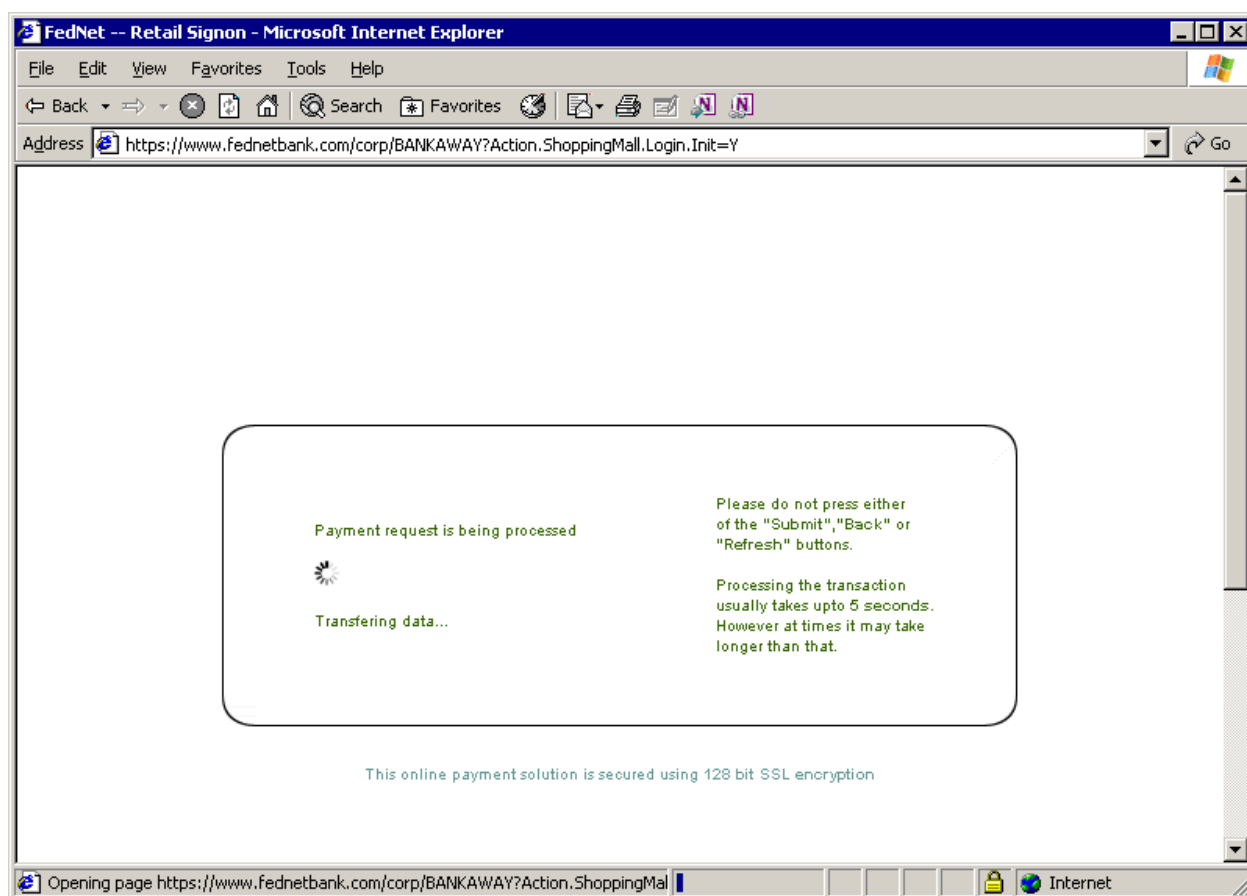 FedNet -- Retail Signon - Microsoft Internet Explorer
File Edit View Favorites Tools Help
Back Search Favorites
Address https://www.fednetbank.com/corp/BANKAWAY?Action.ShoppingMall.Login.Init=Y Go
Payment request is being processed
Transfering data...
Please do not press either
of the "Submit","Back" or
"Refresh" buttons.
Processing the transaction
usually takes upto 5 seconds.
However at times it may take
longer than that.
This online payment solution is secured using 128 bit SSL encryption
Opening page https://www.fednetbank.com/corp/BANKAWAY?Action.ShoppingMal Internet